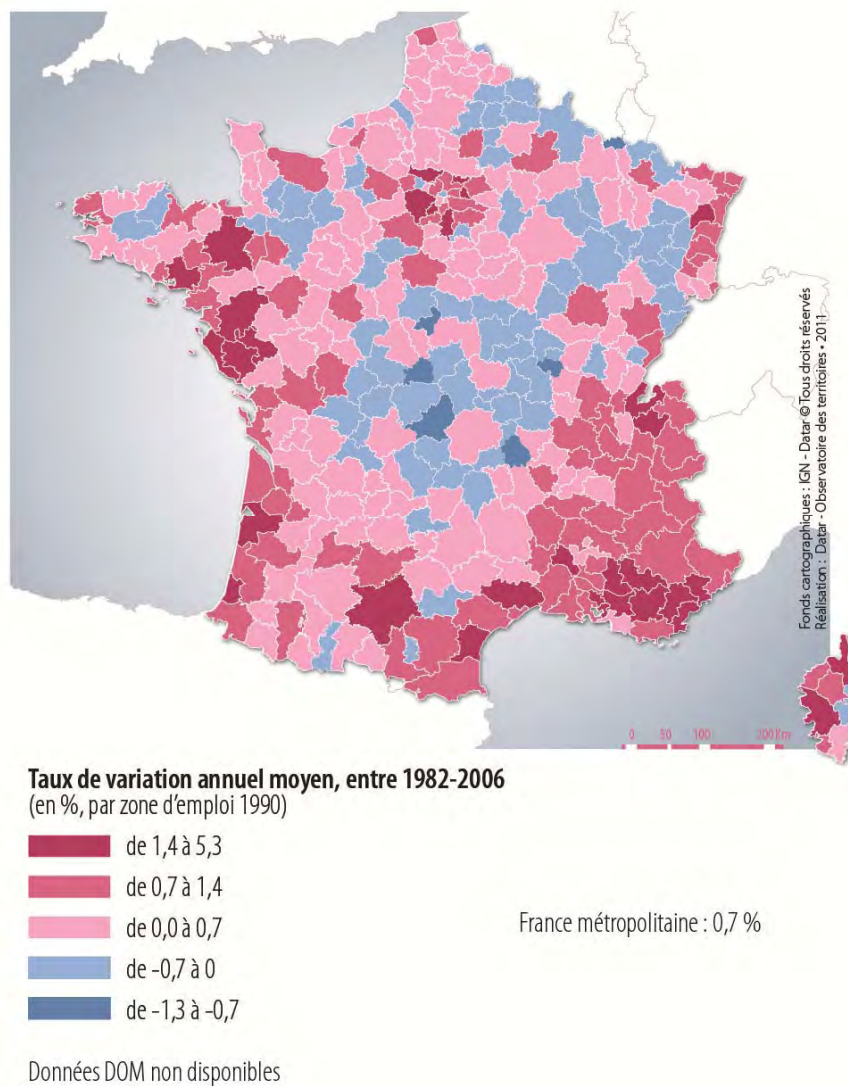 Fonds cartographiques : IGN - Datar © Tous droits réservés
Réalisation : Datar - Observatoire des territoires • 2011
0 50 100 200 Km
Taux de variation annuel moyen, entre 1982-2006
(en %, par zone d'emploi 1990)
de 1,4 à 5,3
de 0,7 à 1,4
de 0,0 à 0,7
France métropolitaine : 0,7 %
de -0,7 à 0
de -1,3 à -0,7
Données DOM non disponibles